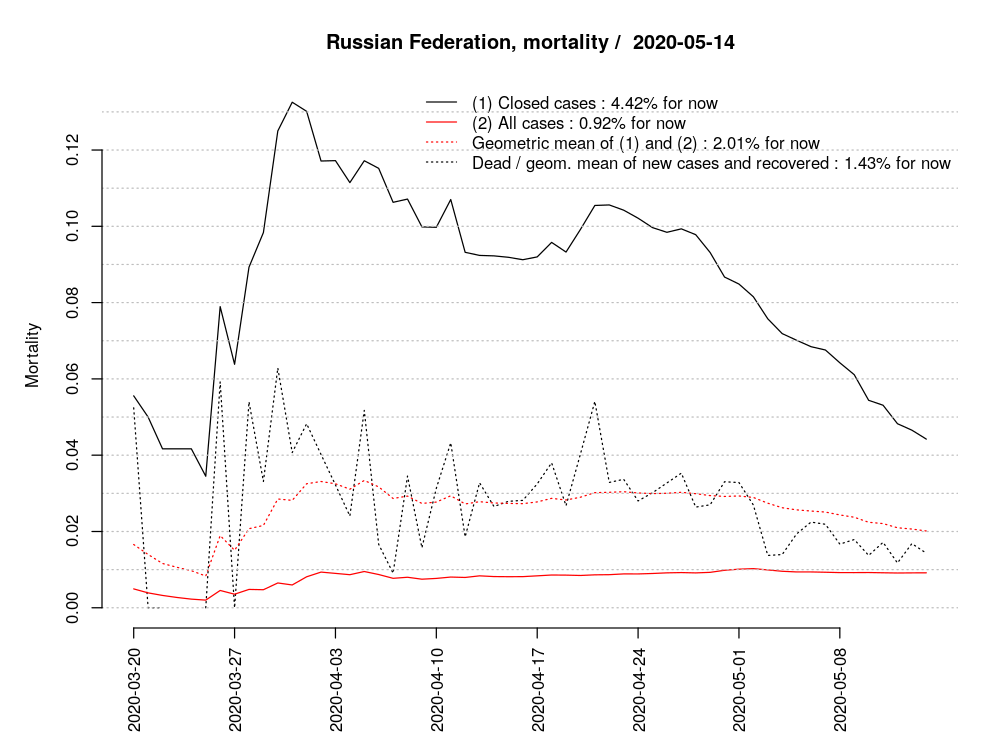 Russian Federation, mortality /  2020-05-14
(1) Closed cases : 4.42% for now
(2) All cases : 0.92% for now
Geometric mean of (1) and (2) : 2.01% for now
Dead / geom. mean of new cases and recovered : 1.43% for now
Mortality
0.12
0.10
0.08
0.06
0.04
0.02
0.00
2020-03-20
2020-03-27
2020-04-03
2020-04-10
2020-04-17
2020-04-24
2020-05-01
2020-05-08